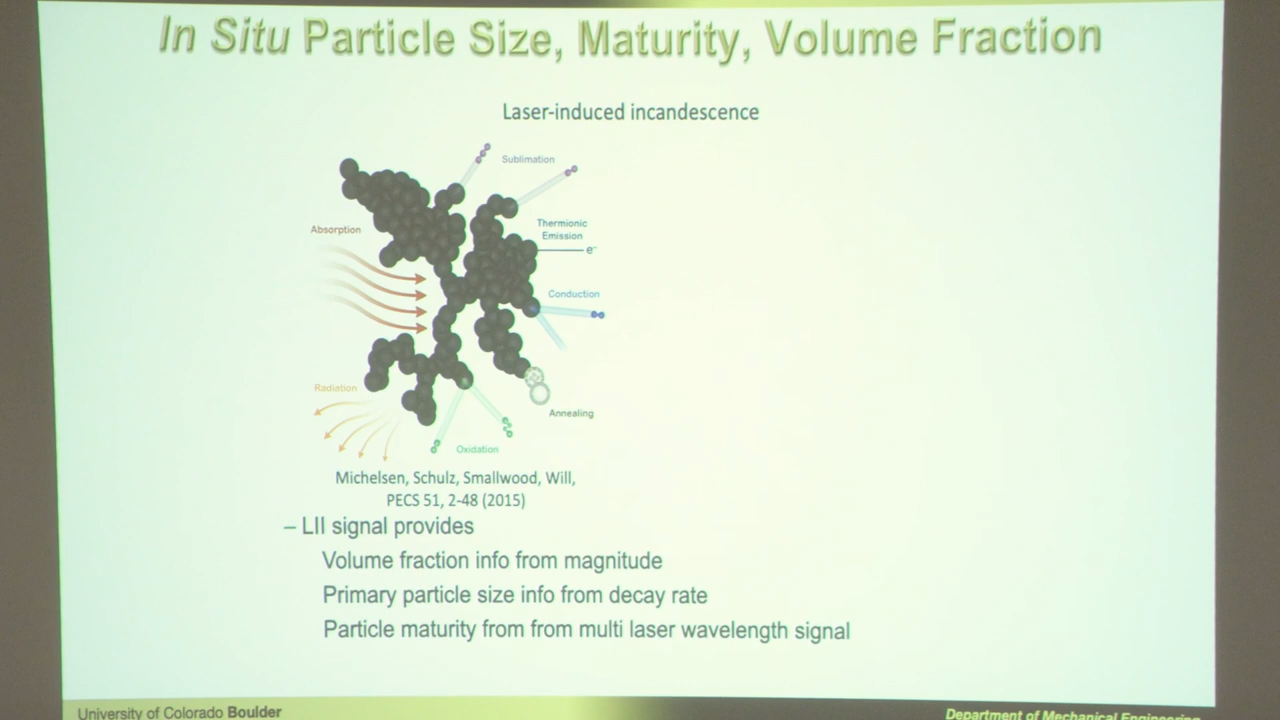 In Situ Particle Size, Maturity, Volume Fraction
Laser-induced incandescence
Sublimation
Absorption
Thermionic
Emission
e⁻
Conduction
Radiation
Annealing
Oxidation
Michelsen, Schulz, Smallwood, Will,
PECS 51, 2-48 (2015)
– LII signal provides
Volume fraction info from magnitude
Primary particle size info from decay rate
Particle maturity from from multi laser wavelength signal
University of Colorado Boulder
Department of Mechanical Engineering